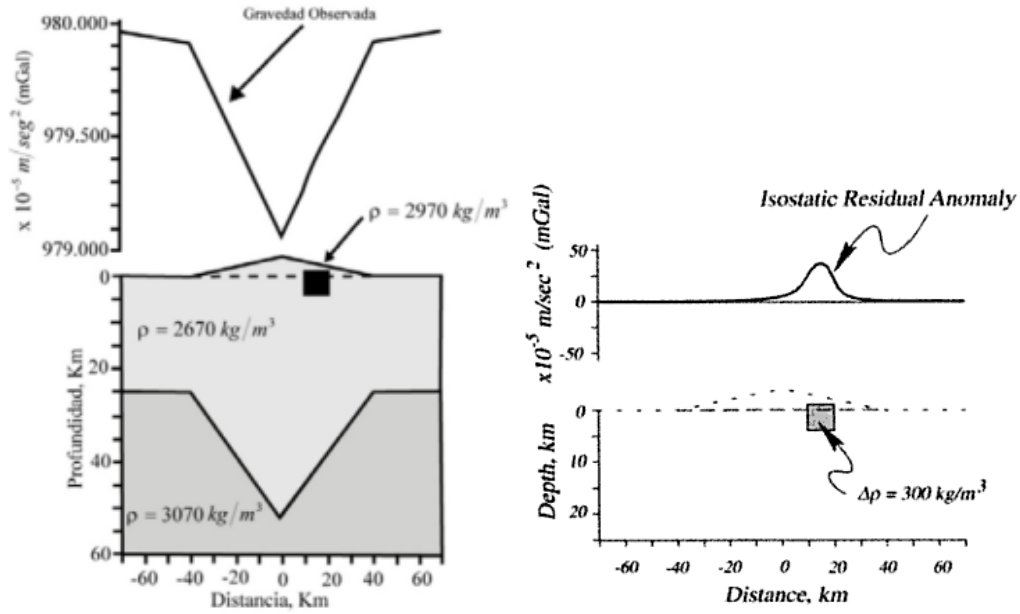 Gravedad Observada
x 10⁻⁵ m/seg² (mGal)
980.000
979.500
979.000
ρ = 2970 kg/m³
ρ = 2670 kg/m³
ρ = 3070 kg/m³
Profundidad, Km
0
20
40
60
-60 -40 -20 0 20 40 60
Distancia, Km
Isostatic Residual Anomaly
x10⁻⁵ m/sec² (mGal)
50
0
-50
Depth, km
0
10
20
Δρ = 300 kg/m³
-60 -40 -20 0 20 40 60
Distance, km